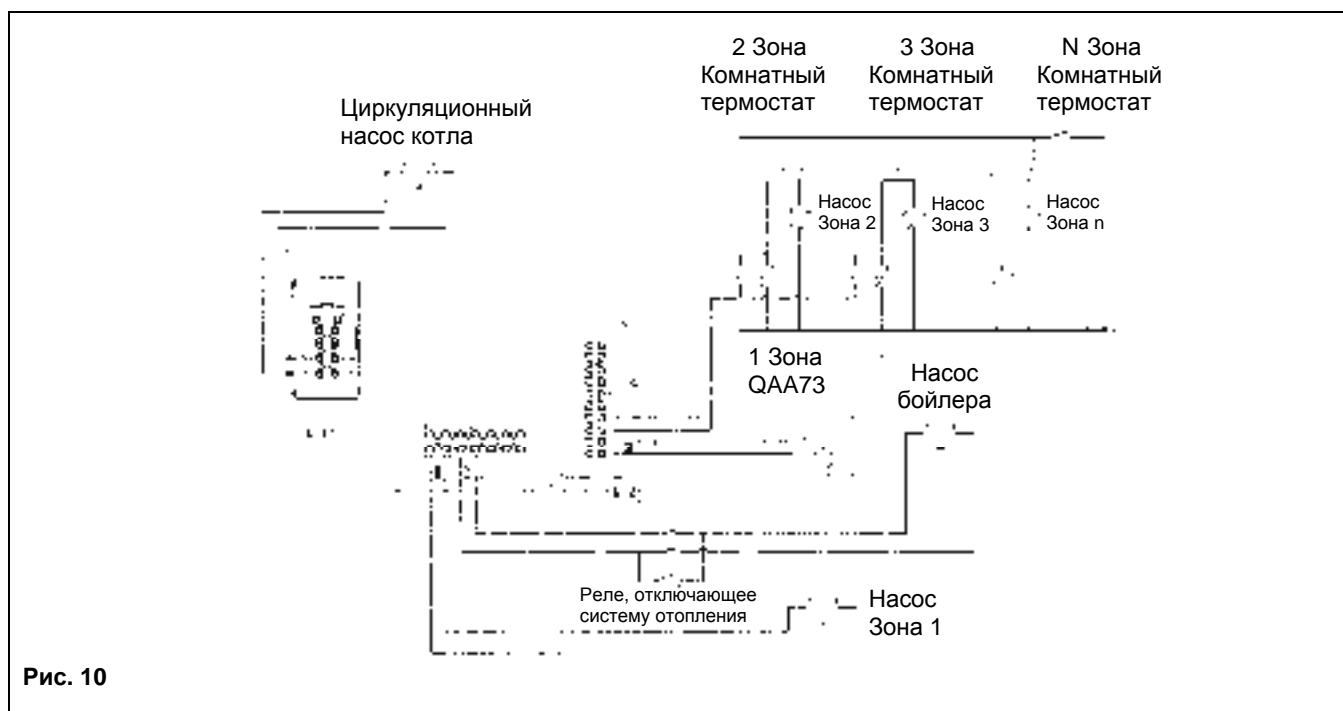 2 Зона
Комнатный
термостат
3 Зона
Комнатный
термостат
N Зона
Комнатный
термостат
Циркуляционный
насос котла
Насос
Зона 2
Насос
Зона 3
Насос
Зона n
1 Зона
QAA73
Насос
бойлера
Реле, отключающее
систему отопления
Насос
Зона 1
Рис. 10